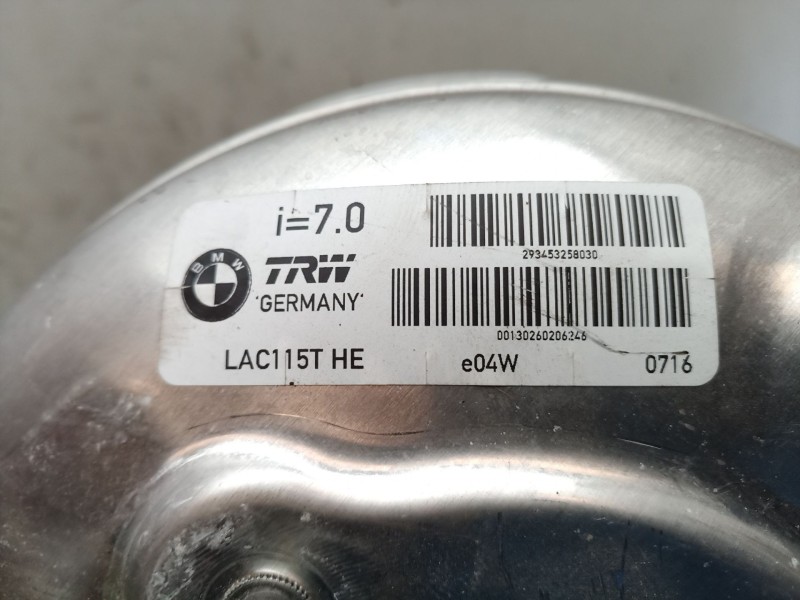 i=7.0
293453258030
BMW
TRW
GERMANY
00130260206246
LAC115T HE e04W 0716